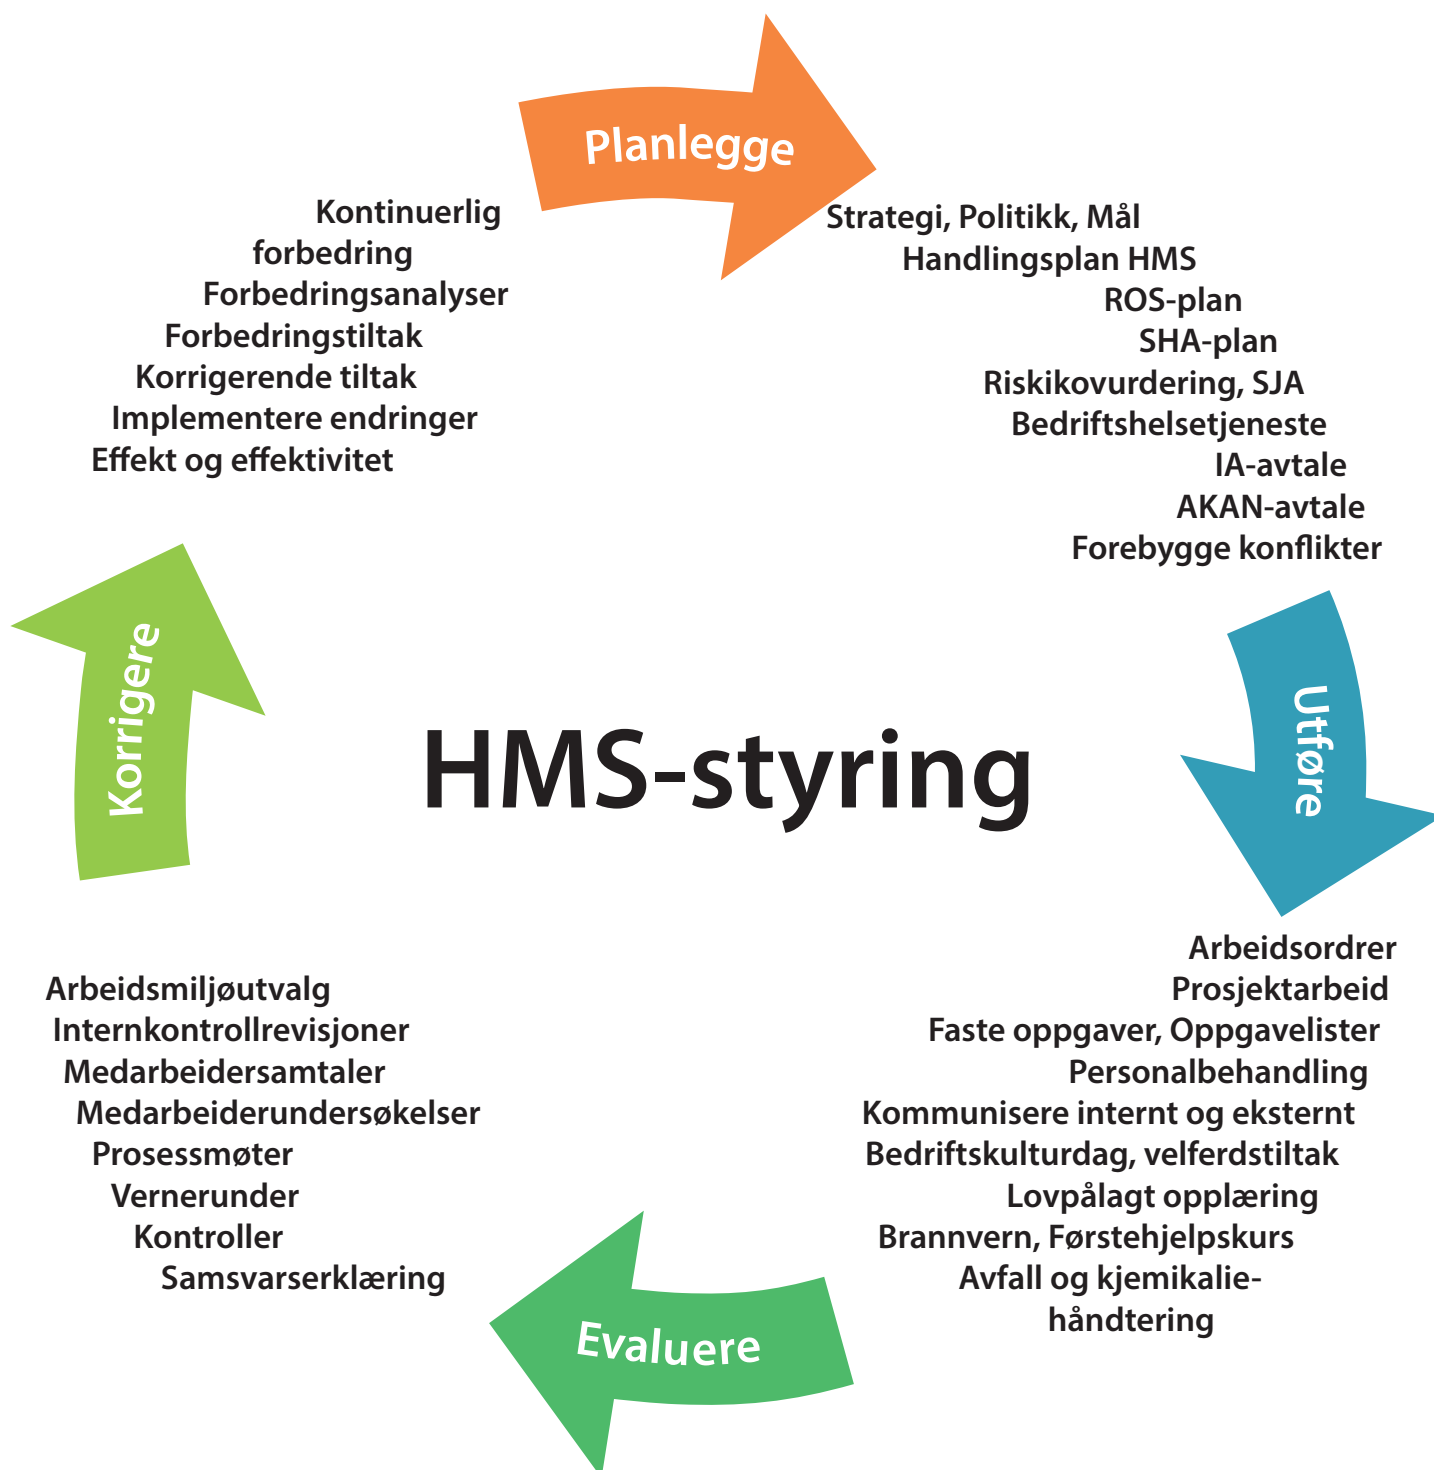 Planlegge
Strategi, Politikk, Mål
Handlingsplan HMS
ROS-plan
SHA-plan
Riskikovurdering, SJA
Bedriftshelsetjeneste
IA-avtale
AKAN-avtale
Forebygge konflikter
Utføre
Arbeidsordrer
Prosjektarbeid
Faste oppgaver, Oppgavelister
Personalbehandling
Kommunisere internt og eksternt
Bedriftskulturdag, velferdstiltak
Lovpålagt opplæring
Brannvern, Førstehjelpskurs
Avfall og kjemikalie-
håndtering
Evaluere
Arbeidsmiljøutvalg
Internkontrollrevisjoner
Medarbeidersamtaler
Medarbeiderundersøkelser
Prosessmøter
Vernerunder
Kontroller
Samsvarserklæring
Korrigere
Kontinuerlig
forbedring
Forbedringsanalyser
Forbedringstiltak
Korrigerende tiltak
Implementere endringer
Effekt og effektivitet
HMS-styring